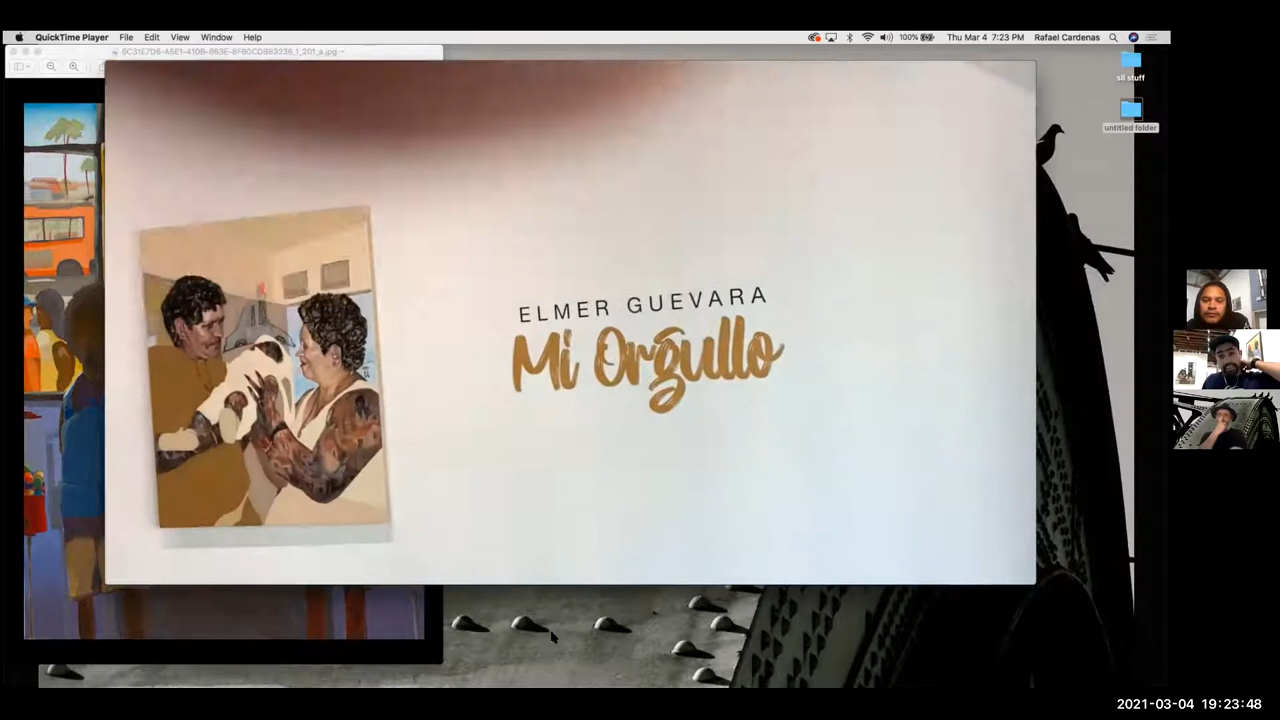 QuickTime Player File Edit View Window Help
100% Thu Mar 4 7:23 PM Rafael Cardenas
sll stuff
untitled folder
ELMER GUEVARA
Mi Orgullo
2021-03-04 19:23:48